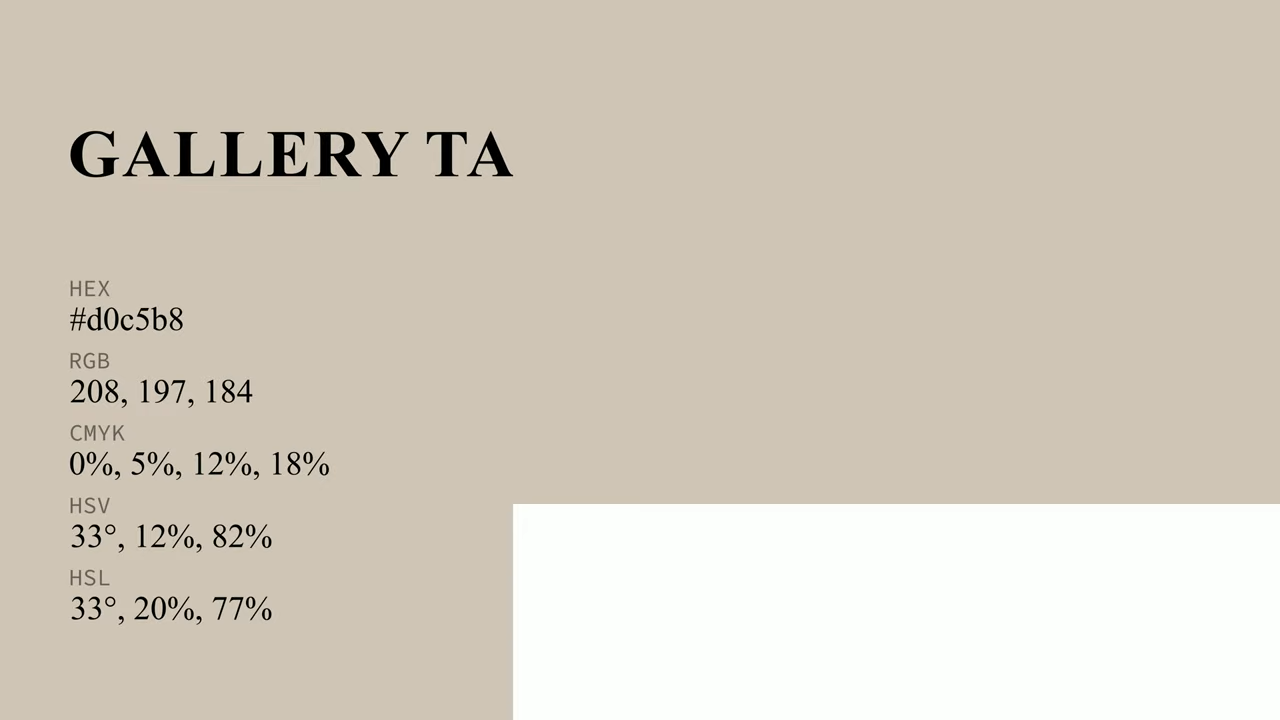 GALLERY TA
HEX
#d0c5b8
RGB
208, 197, 184
CMYK
0%, 5%, 12%, 18%
HSV
33°, 12%, 82%
HSL
33°, 20%, 77%